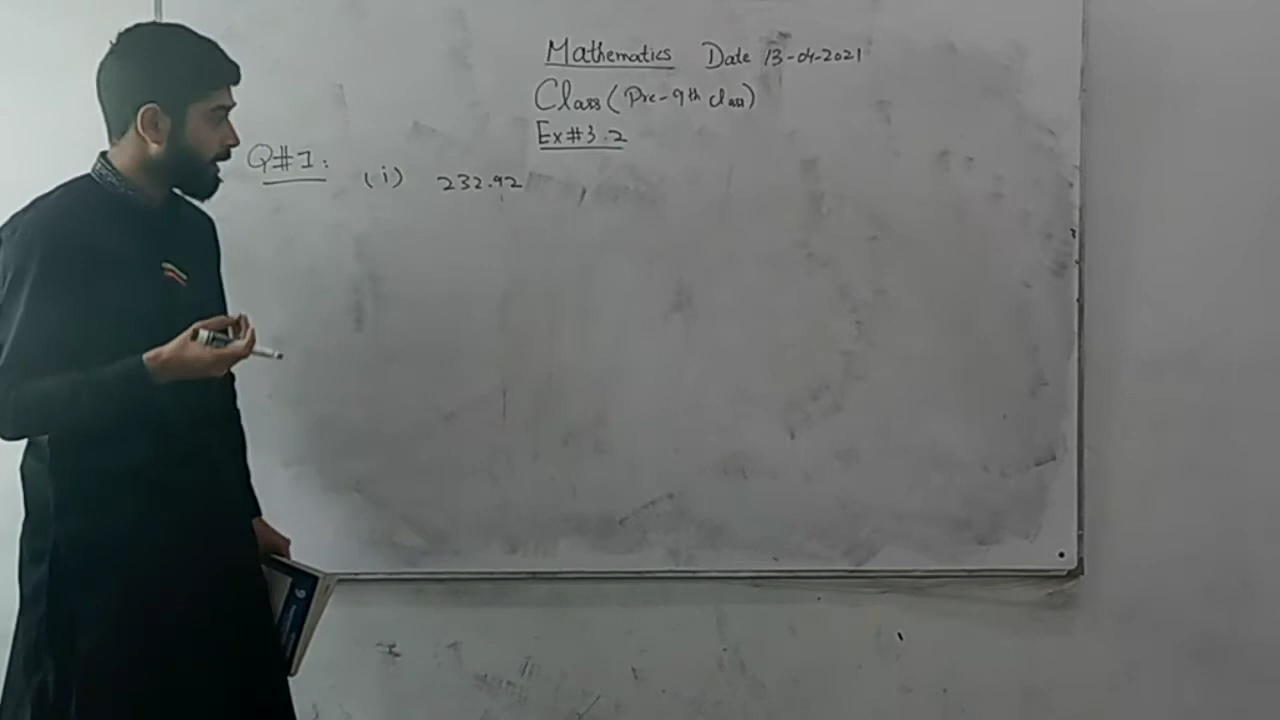 Mathematics Date 13-04-2021
Class (Pre-9th class)
Ex#3.2
Q#1: (i) 232.92